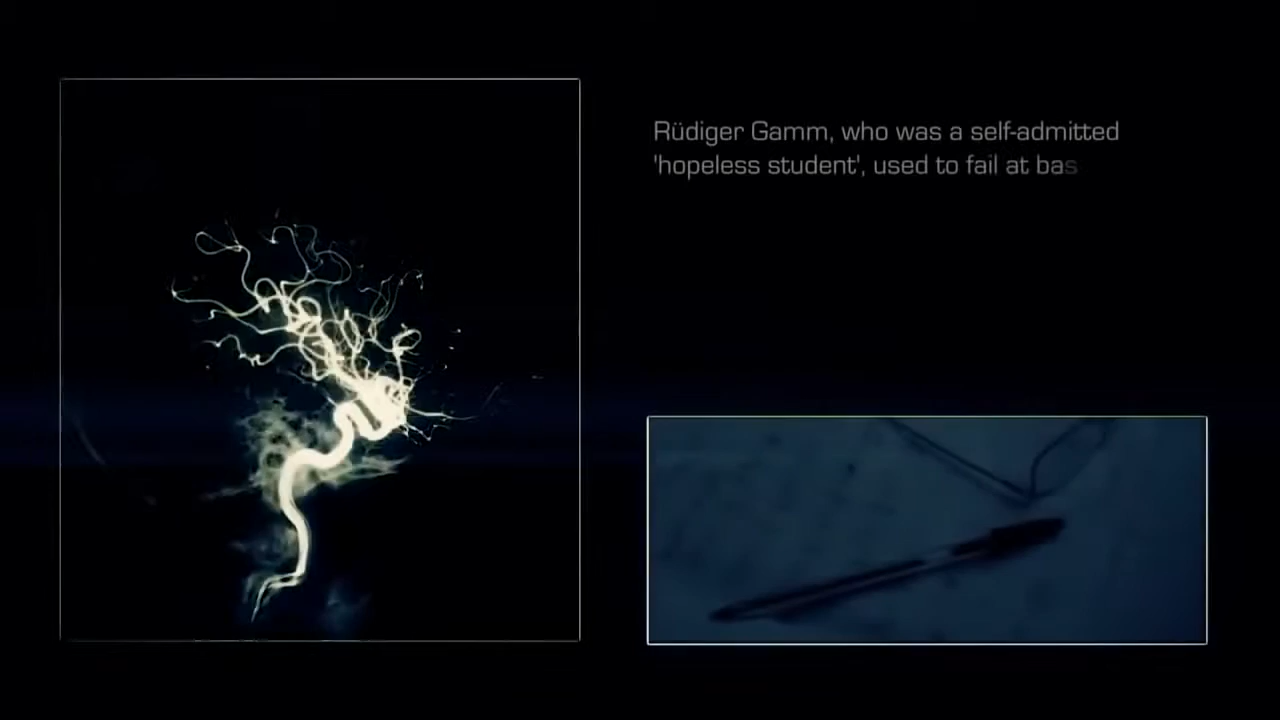 Rüdiger Gamm, who was a self-admitted
'hopeless student', used to fail at bas